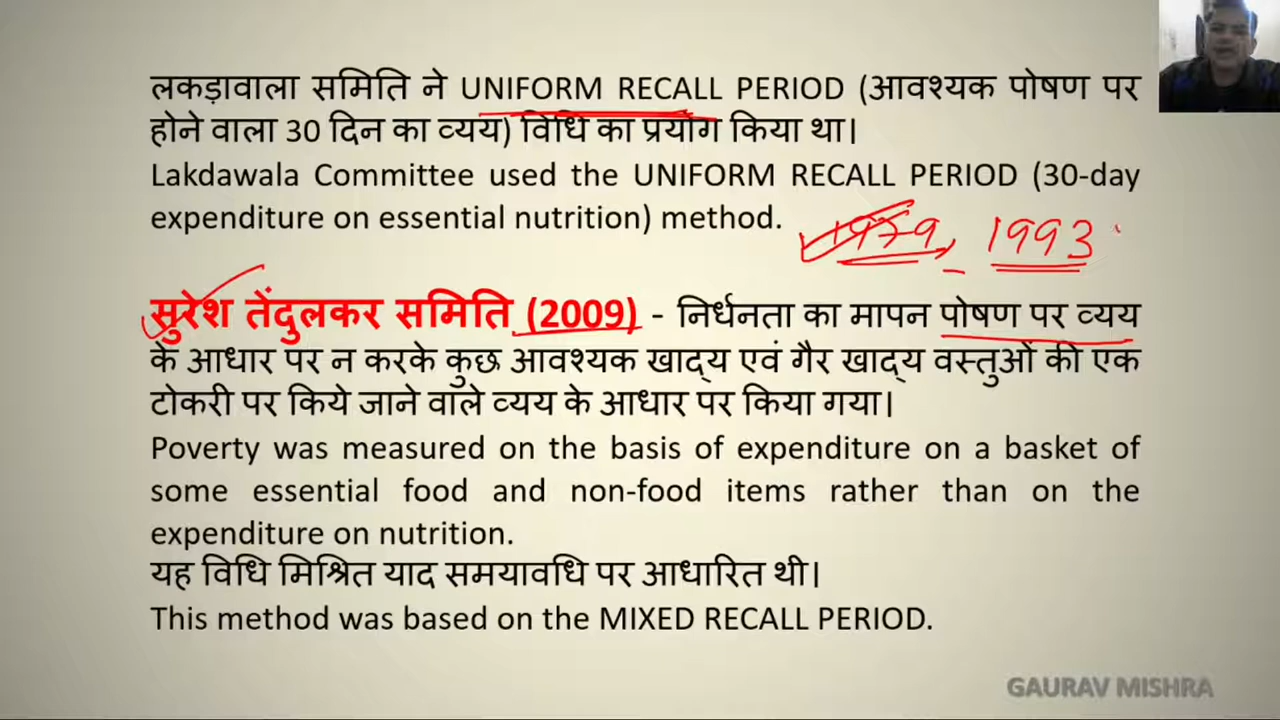 लकड़ावाला समिति ने UNIFORM RECALL PERIOD (आवश्यक पोषण पर
होने वाला 30 दिन का व्यय) विधि का प्रयोग किया था।
Lakdawala Committee used the UNIFORM RECALL PERIOD (30-day
expenditure on essential nutrition) method.
1979, 1993
सुरेश तेंदुलकर समिति (2009) - निर्धनता का मापन पोषण पर व्यय
के आधार पर न करके कुछ आवश्यक खाद्य एवं गैर खाद्य वस्तुओं की एक
टोकरी पर किये जाने वाले व्यय के आधार पर किया गया।
Poverty was measured on the basis of expenditure on a basket of
some essential food and non-food items rather than on the
expenditure on nutrition.
यह विधि मिश्रित याद समयावधि पर आधारित थी।
This method was based on the MIXED RECALL PERIOD.
GAURAV MISHRA